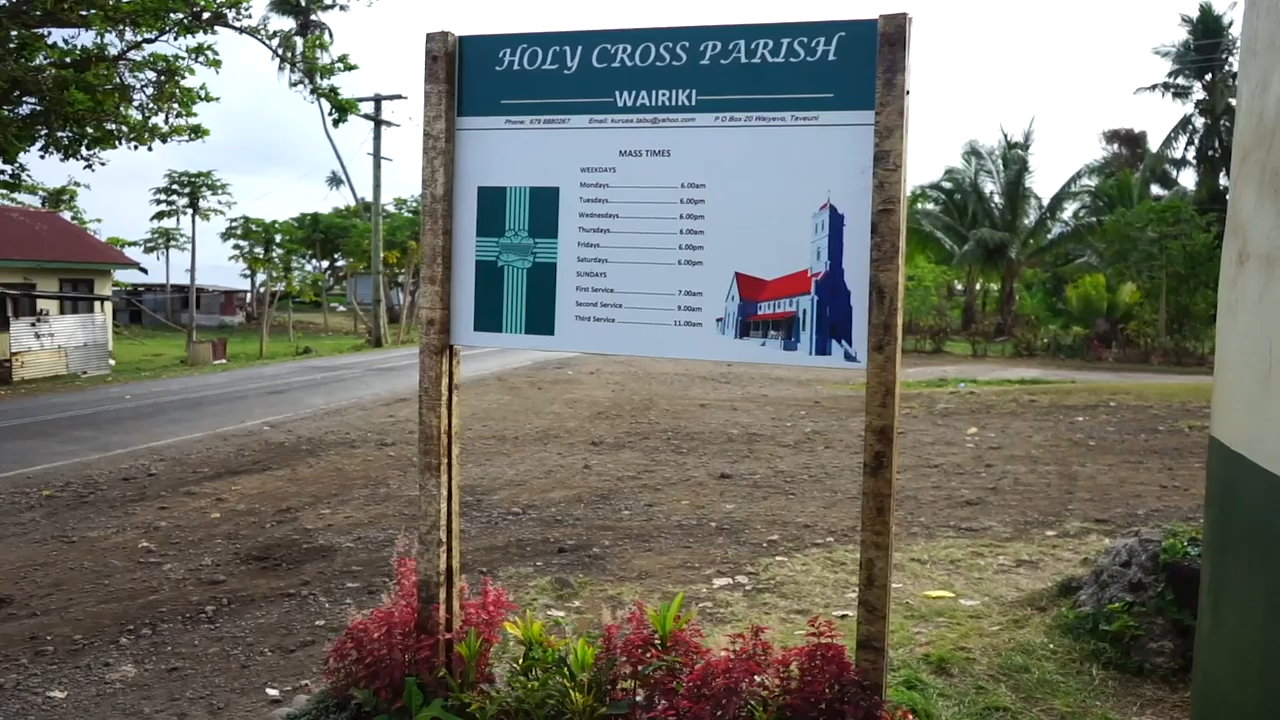 HOLY CROSS PARISH
WAIRIKI
Phone: 679 8880267 Email: kuruse.tabu@yahoo.com P O Box 20 Waiyevo, Taveuni
MASS TIMES
WEEKDAYS
Mondays 6.00am
Tuesdays 6.00pm
Wednesdays 6.00pm
Thursdays 6.00am
Fridays 6.00pm
Saturdays 6.00pm
SUNDAYS
First Service 7.00am
Second Service 9.00am
Third Service 11.00am